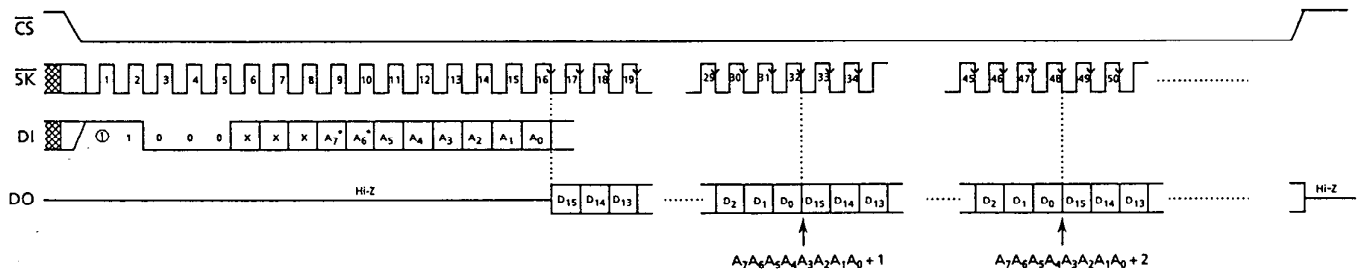 CS
SK 1 2 3 4 5 6 7 8 9 10 11 12 13 14 15 16 17 18 19 29 30 31 32 33 34 45 46 47 48 49 50
DI ① 1 0 0 0 X X X A7* A6* A5 A4 A3 A2 A1 A0
DO Hi-Z D15 D14 D13 D2 D1 D0 D15 D14 D13 D2 D1 D0 D15 D14 D13 Hi-Z
A7A6A5A4A3A2A1A0 + 1 A7A6A5A4A3A2A1A0 + 2